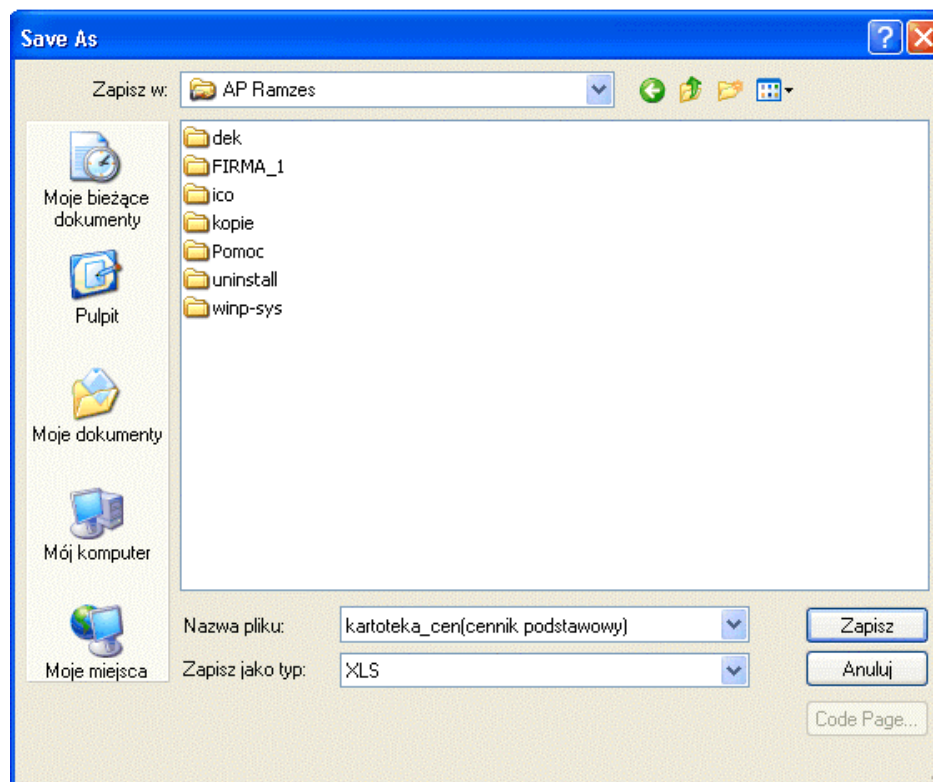 Save As
Zapisz w:
AP Ramzes
Moje bieżące
dokumenty
Pulpit
Moje dokumenty
Mój komputer
Moje miejsca
dek
FIRMA_1
ico
kopie
Pomoc
uninstall
winp-sys
Nazwa pliku:
kartoteka_cen(cennik podstawowy)
Zapisz
Zapisz jako typ:
XLS
Anuluj
Code Page...